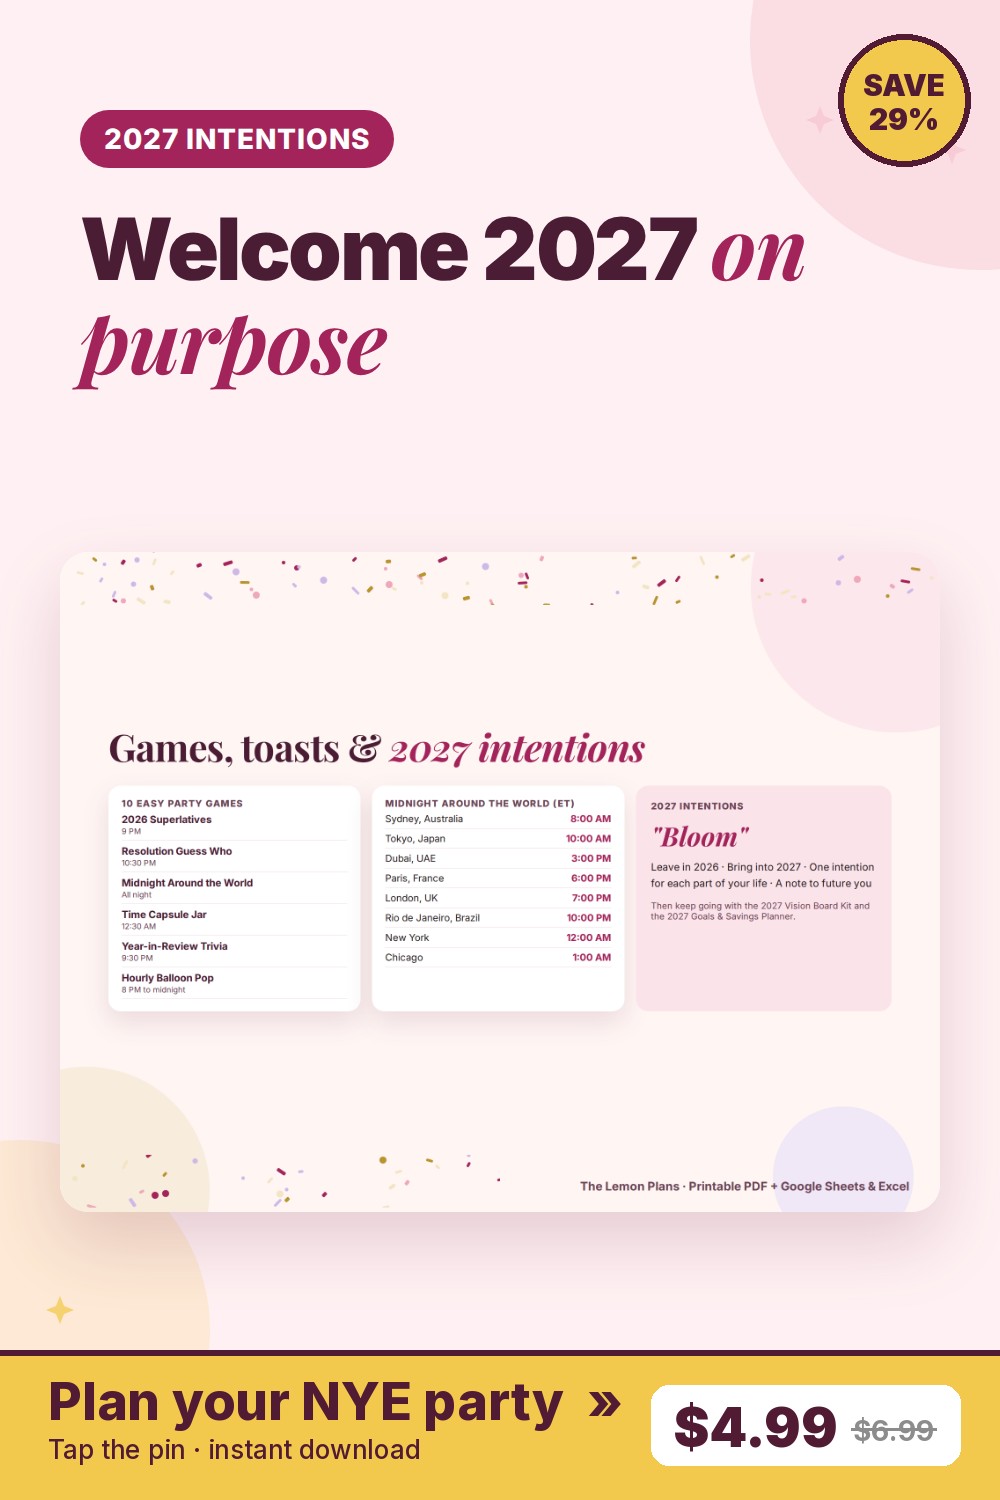 SAVE
29%
2027 INTENTIONS
Welcome 2027 on
purpose
Games, toasts & 2027 intentions
10 EASY PARTY GAMES
2026 Superlatives
9 PM
Resolution Guess Who
10:30 PM
Midnight Around the World
All night
Time Capsule Jar
12:30 AM
Year-in-Review Trivia
9:30 PM
Hourly Balloon Pop
8 PM to midnight
MIDNIGHT AROUND THE WORLD (ET)
Sydney, Australia 8:00 AM
Tokyo, Japan 10:00 AM
Dubai, UAE 3:00 PM
Paris, France 6:00 PM
London, UK 7:00 PM
Rio de Janeiro, Brazil 10:00 PM
New York 12:00 AM
Chicago 1:00 AM
2027 INTENTIONS
"Bloom"
Leave in 2026 · Bring into 2027 · One intention
for each part of your life · A note to future you
Then keep going with the 2027 Vision Board Kit and
the 2027 Goals & Savings Planner.
The Lemon Plans · Printable PDF + Google Sheets & Excel
Plan your NYE party »
Tap the pin · instant download
$4.99 $6.99